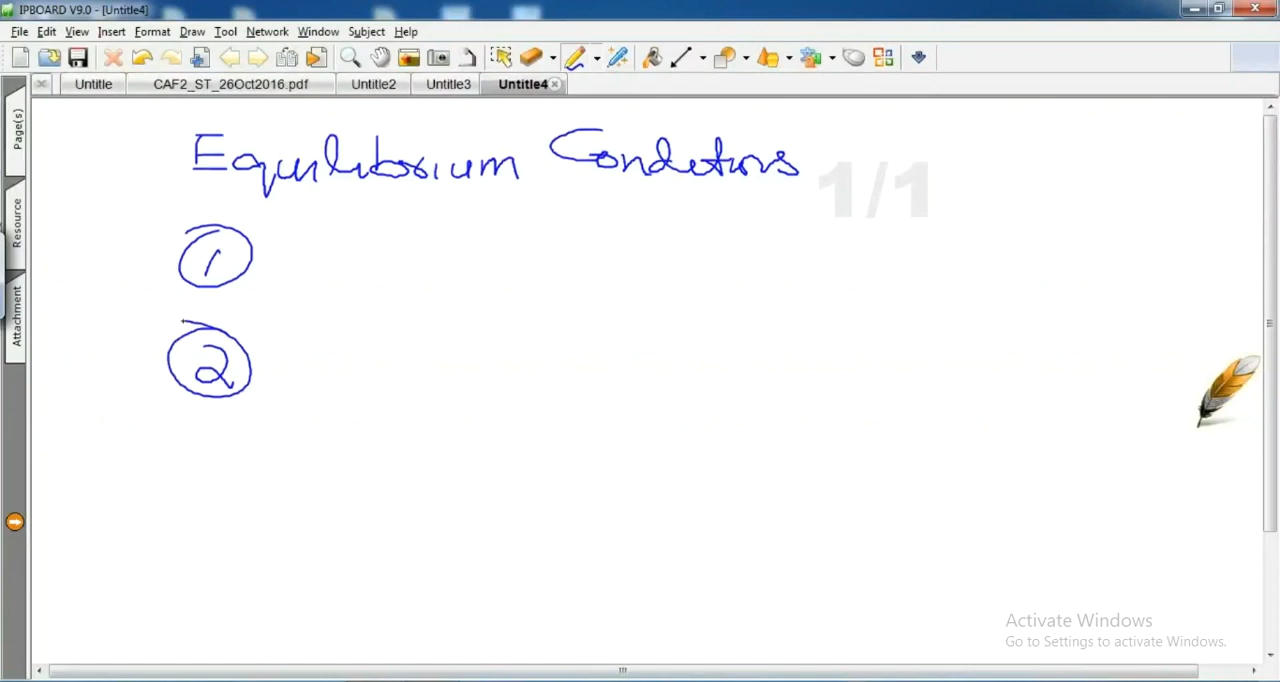 IPBOARD V9.0 - [Untitle4]
File Edit View Insert Format Draw Tool Network Window Subject Help
Untitle CAF2_ST_26Oct2016.pdf Untitle2 Untitle3 Untitle4
Page(s)
Resource
Attachment
Equilibrium Conditions
1/1
1
2
Activate Windows
Go to Settings to activate Windows.